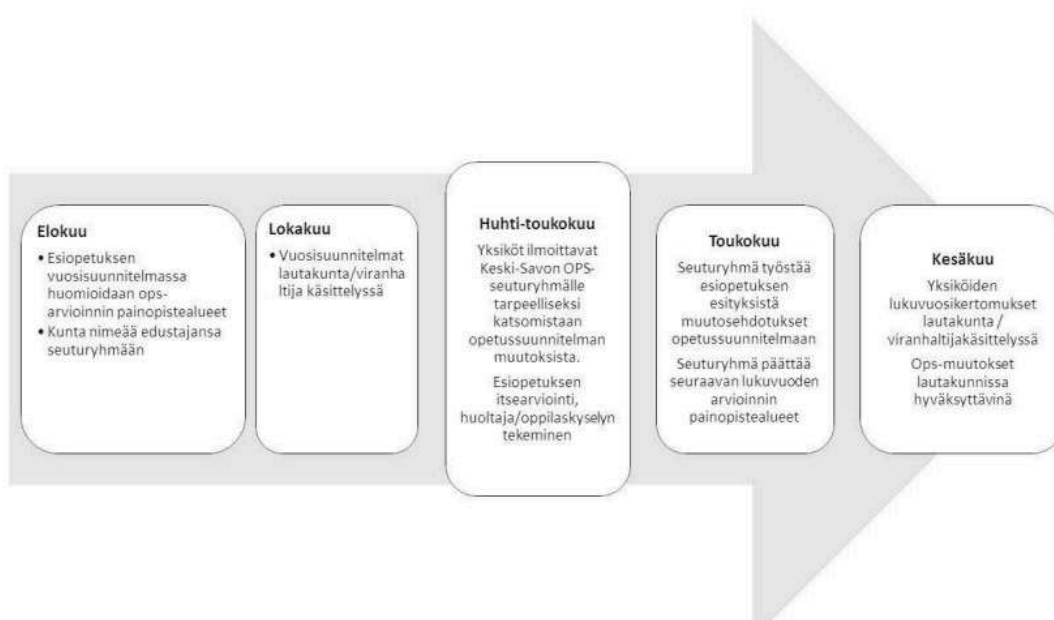 Elokuu
• Esiopetuksen
vuosisuunnitelmassa
huomioidaan ops-
arvioinnin painopistealueet
• Kunta nimeää edustajansa
seuturyhmään
Lokakuu
• Vuosisuunnitelmat
lautakunta/viranha
ltija käsittelyssä
Huhti-toukokuu
Yksiköt ilmoittavat
Keski-Savon OPS-
seuturyhmälle
tarpeelliseksi
katsomistaan
opetussuunnitelman
muutoksista.
Esiopetuksen
itsearviointi,
huoltaja/oppilaskyselyn
tekeminen
Toukokuu
Seuturyhmä työstää
esiopetuksen
esityksistä
muutosehdotukset
opetussuunnitelmaan
Seuturyhmä päättää
seuraavan lukuvuoden
arvioinnin
painopistealueet
Kesäkuu
Yksiköiden
lukuvuosikertomukset
lautakunta /
viranhaltijakäsittelyssä
Ops-muutokset
lautakunnissa
hyväksyttävinä